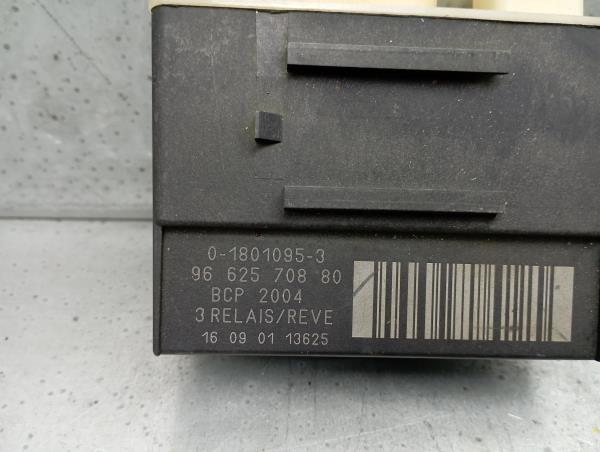 0-1801095-3
96 625 708 80
BCP 2004
3 RELAIS/REVE
16 09 01 13625